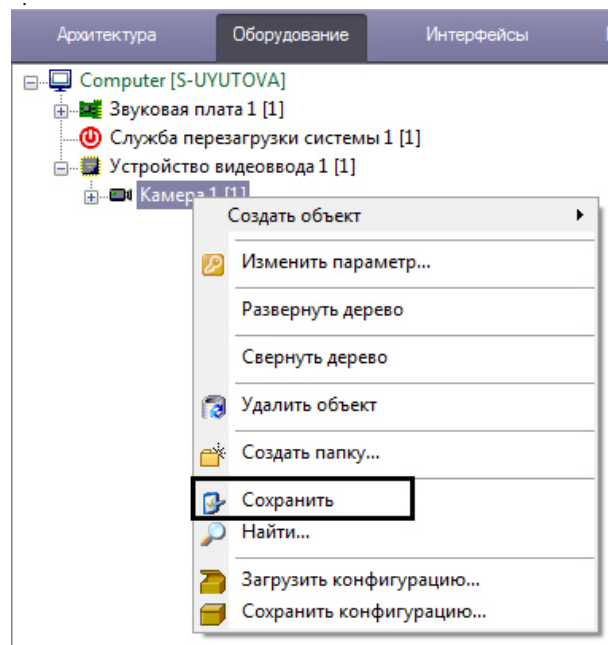 Архитектура Оборудование Интерфейсы
Computer [S-UYUTOVA]
Звуковая плата 1 [1]
Служба перезагрузки системы 1 [1]
Устройство видеоввода 1 [1]
Камера 1 [1]
Создать объект
Изменить параметр...
Развернуть дерево
Свернуть дерево
Удалить объект
Создать папку...
Сохранить
Найти...
Загрузить конфигурацию...
Сохранить конфигурацию...